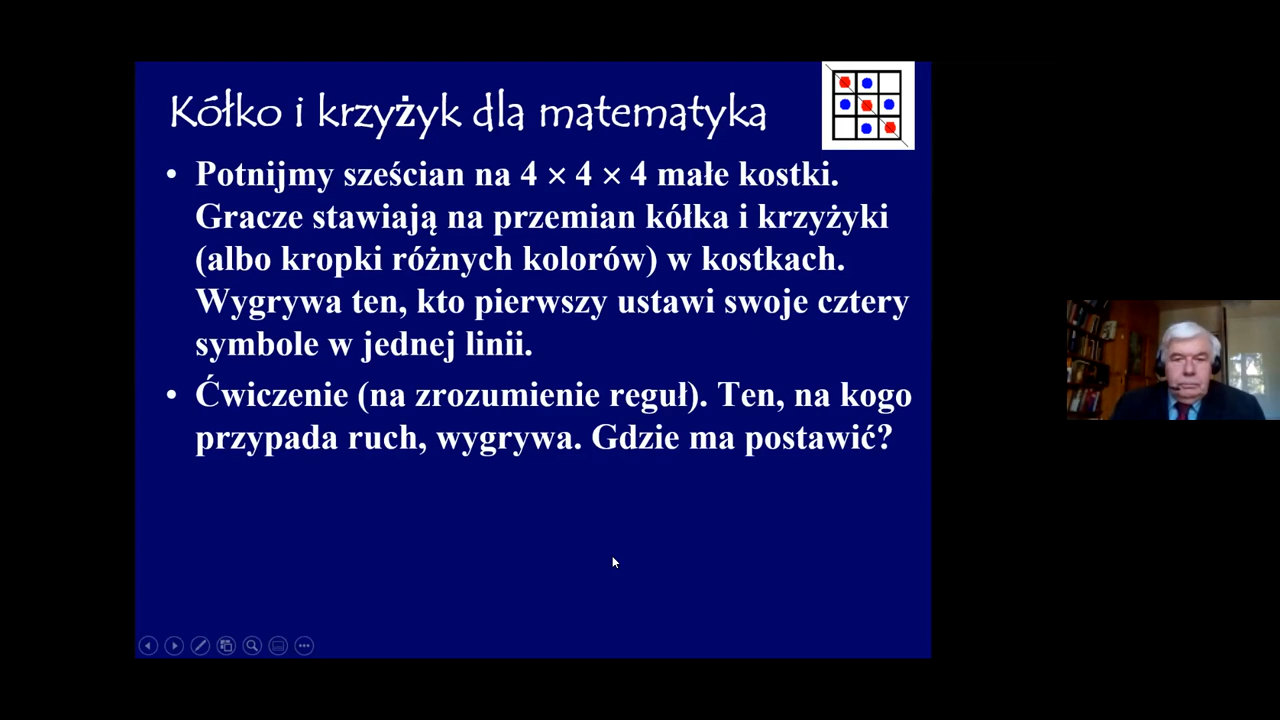 Kółko i krzyżyk dla matematyka
• Potnijmy sześcian na 4 × 4 × 4 małe kostki.
Gracze stawiają na przemian kółka i krzyżyki
(albo kropki różnych kolorów) w kostkach.
Wygrywa ten, kto pierwszy ustawi swoje cztery
symbole w jednej linii.
• Ćwiczenie (na zrozumienie reguł). Ten, na kogo
przypada ruch, wygrywa. Gdzie ma postawić?